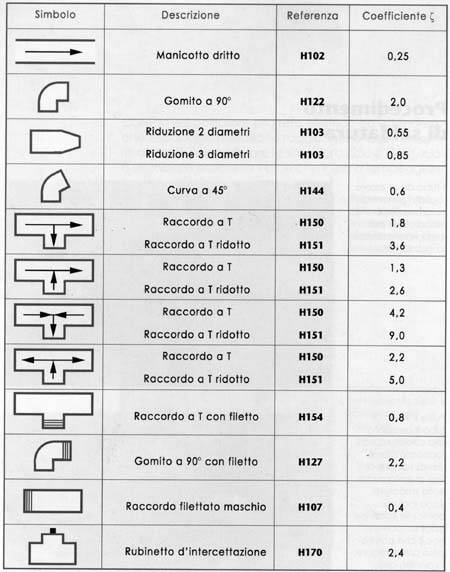 Simbolo Descrizione Referenza Coefficiente ζ
Manicotto dritto H102 0,25
Gomito a 90° H122 2,0
Riduzione 2 diametri H103 0,55
Riduzione 3 diametri H103 0,85
Curva a 45° H144 0,6
Raccordo a T H150 1,8
Raccordo a T ridotto H151 3,6
Raccordo a T H150 1,3
Raccordo a T ridotto H151 2,6
Raccordo a T H150 4,2
Raccordo a T ridotto H151 9,0
Raccordo a T H150 2,2
Raccordo a T ridotto H151 5,0
Raccordo a T con filetto H154 0,8
Gomito a 90° con filetto H127 2,2
Raccordo filettato maschio H107 0,4
Rubinetto d'intercettazione H170 2,4